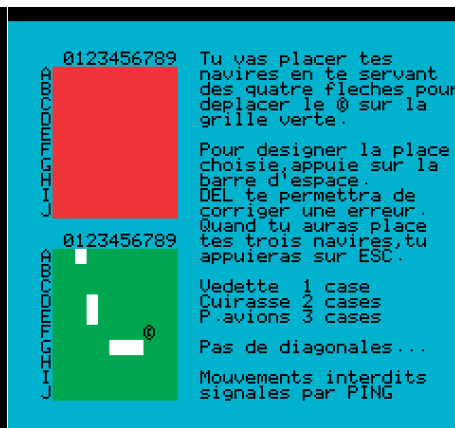 0123456789
A
B
C
D
E
F
G
H
I
J
0123456789
A
B
C
D
E
F
G
H
I
J
©
Tu vas placer tes
navires en te servant
des quatre fleches pour
deplacer le © sur la
grille verte.
Pour designer la place
choisie,appuie sur la
barre d'espace.
DEL te permettra de
corriger une erreur.
Quand tu auras place
tes trois navires,tu
appuieras sur ESC.
Vedette 1 case
Cuirasse 2 cases
P.avions 3 cases
Pas de diagonales...
Mouvements interdits
signales par PING